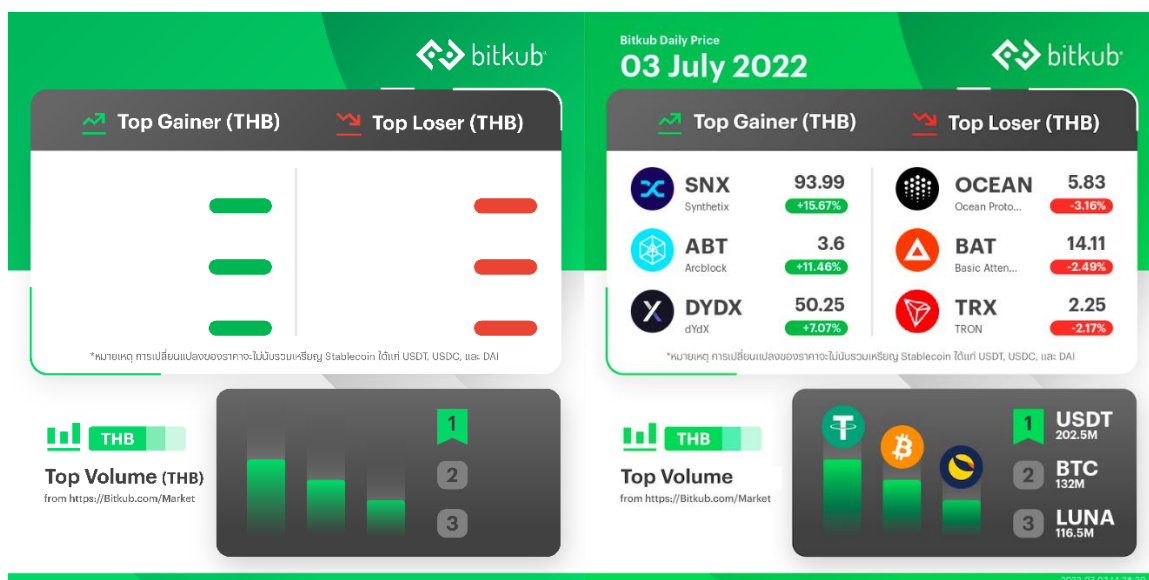 bitkub
Top Gainer (THB)
Top Loser (THB)
*หมายเหตุ การเปลี่ยนแปลงของราคาจะไม่นับรวมเหรียญ Stablecoin ได้แก่ USDT, USDC, และ DAI
THB
Top Volume (THB)
from https://Bitkub.com/Market
1
2
3
Bitkub Daily Price
03 July 2022
bitkub
Top Gainer (THB)
Top Loser (THB)
SNX 93.99
Synthetix +15.67%
ABT 3.6
Arcblock +11.46%
DYDX 50.25
dYdX +7.07%
OCEAN 5.83
Ocean Proto... -3.16%
BAT 14.11
Basic Atten... -2.49%
TRX 2.25
TRON -2.17%
*หมายเหตุ การเปลี่ยนแปลงของราคาจะไม่นับรวมเหรียญ Stablecoin ได้แก่ USDT, USDC, และ DAI
THB
Top Volume
from https://Bitkub.com/Market
1 USDT
202.5M
2 BTC
132M
3 LUNA
116.5M